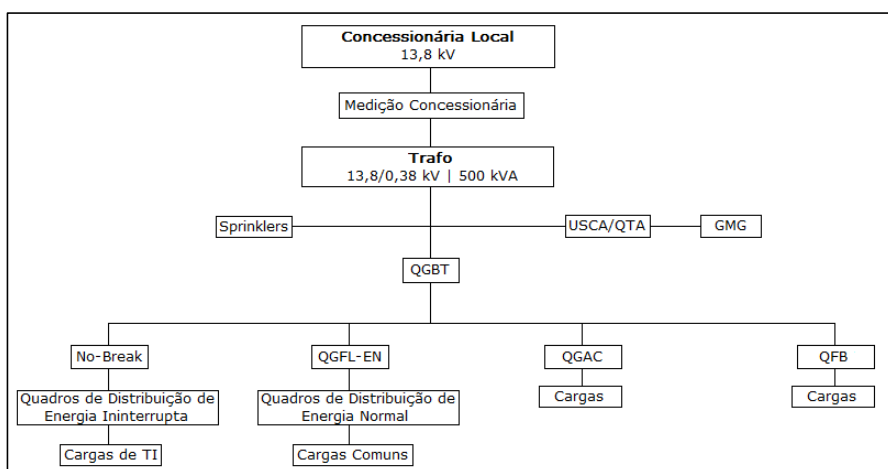 Concessionária Local
13,8 kV
Medição Concessionária
Trafo
13,8/0,38 kV | 500 kVA
Sprinklers
USCA/QTA
GMG
QGBT
No-Break
QGFL-EN
QGAC
QFB
Quadros de Distribuição de
Energia Ininterrupta
Quadros de Distribuição de
Energia Normal
Cargas
Cargas
Cargas de TI
Cargas Comuns